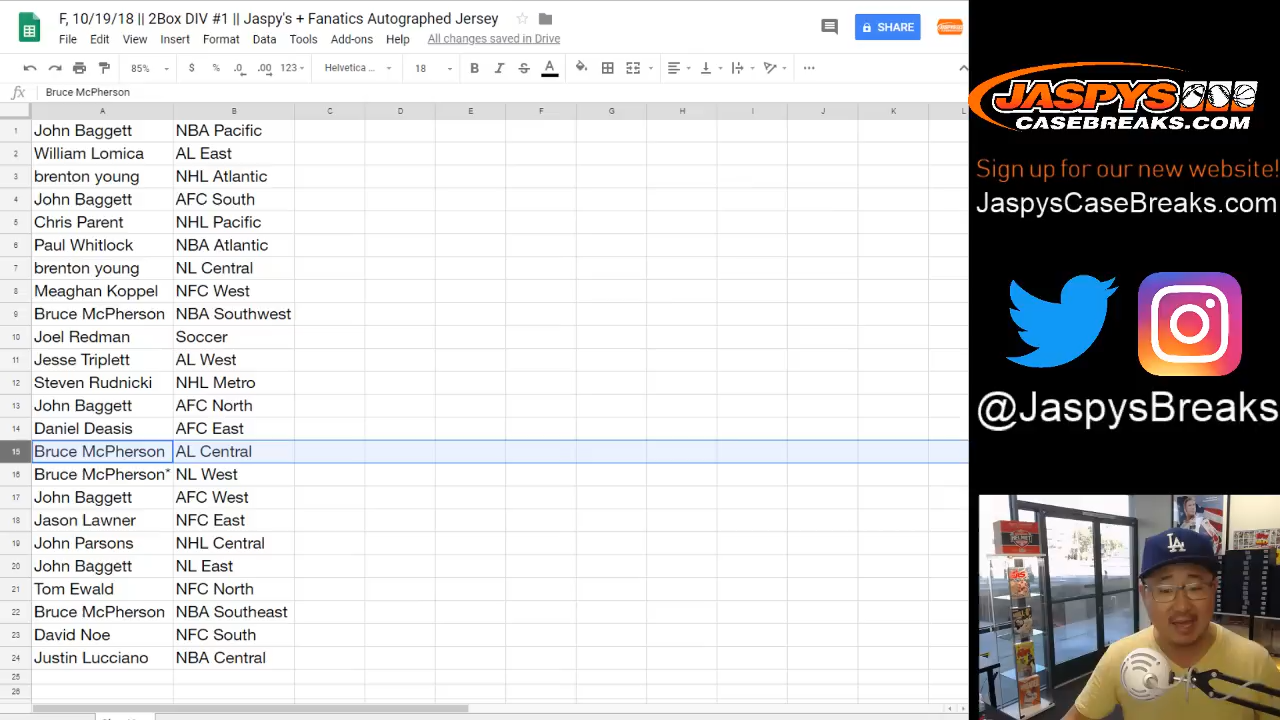 F, 10/19/18 || 2Box DIV #1 || Jaspy's + Fanatics Autographed Jersey
SHARE
File Edit View Insert Format Tools Add-ons Help All changes saved in Drive
85% $ % .0 .00 123 Helvetica ... 18 B I S A
fx Bruce McPherson
A B C D E F G H I J K L
1 John Baggett NBA Pacific
2 William Lomica AL East
3 brenton young NHL Atlantic
4 John Baggett AFC South
5 Chris Parent NHL Pacific
6 Paul Whitlock NBA Atlantic
7 brenton young NL Central
8 Meaghan Koppel NFC West
9 Bruce McPherson NBA Southwest
10 Joel Redman Soccer
11 Jesse Triplett AL West
12 Steven Rudnicki NHL Metro
13 John Baggett AFC North
14 Daniel Deasis AFC East
15 Bruce McPherson AL Central
16 Bruce McPherson* NL West
17 John Baggett AFC West
18 Jason Lawner NFC East
19 John Parsons NHL Central
20 John Baggett NL East
21 Tom Ewald NFC North
22 Bruce McPherson NBA Southeast
23 David Noe NFC South
24 Justin Lucciano NBA Central
25
26
JASPYS
CASEBREAKS.COM
Sign up for our new website!
JaspysCaseBreaks.com
@JaspysBreaks
LA